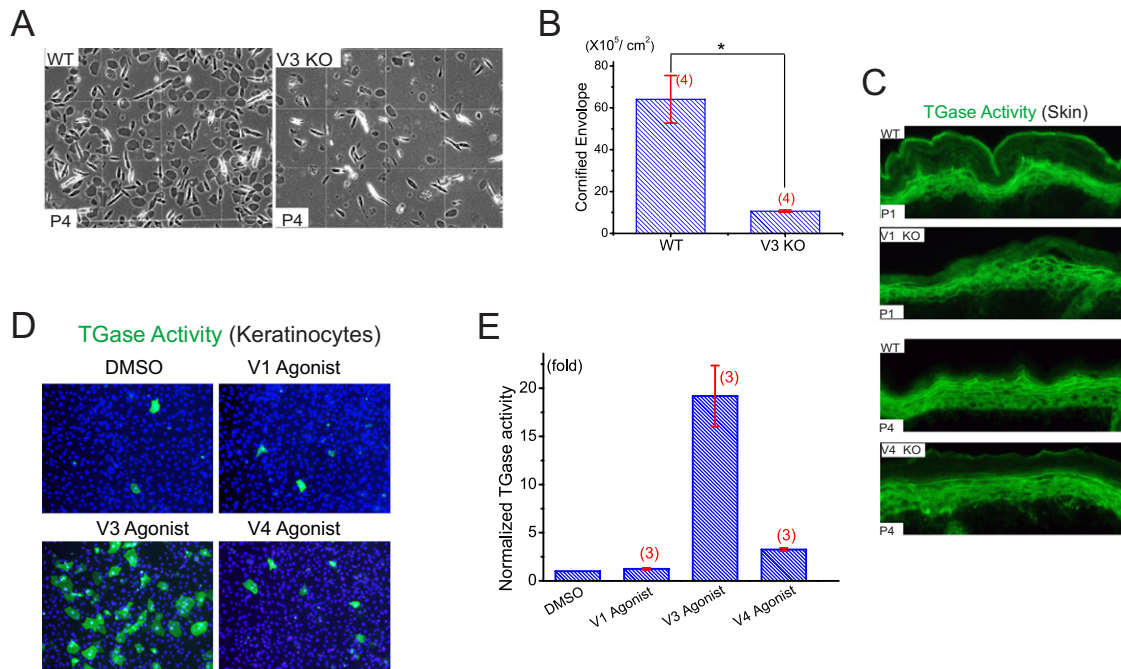 A
WT
P4
V3 KO
P4
B
(X10⁵/ cm²)
*
(4)
(4)
80
60
40
20
0
Cornified Envolope
WT
V3 KO
C
TGase Activity (Skin)
WT
P1
V1 KO
P1
WT
P4
V4 KO
P4
D
TGase Activity (Keratinocytes)
DMSO
V1 Agonist
V3 Agonist
V4 Agonist
E
(fold)
Normalized TGase activity
20
15
10
5
0
(3)
(3)
(3)
DMSO
V1 Agonist
V3 Agonist
V4 Agonist